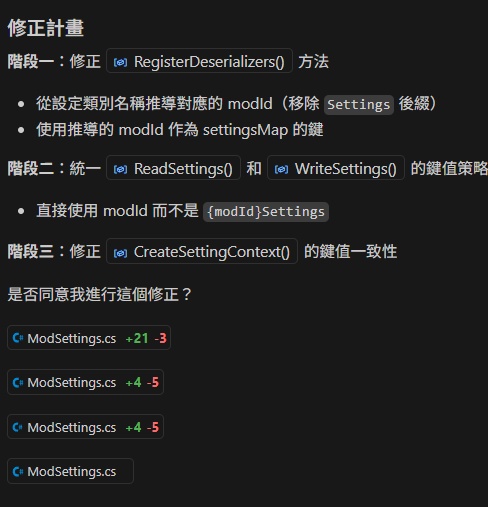 修正計畫
階段一：修正 RegisterDeserializers() 方法
從設定類別名稱推導對應的 modId（移除 Settings 後綴）
使用推導的 modId 作為 settingsMap 的鍵
階段二：統一 ReadSettings() 和 WriteSettings() 的鍵值策略
直接使用 modId 而不是 {modId}Settings
階段三：修正 CreateSettingContext() 的鍵值一致性
是否同意我進行這個修正？
ModSettings.cs +21 -3
ModSettings.cs +4 -5
ModSettings.cs +4 -5
ModSettings.cs